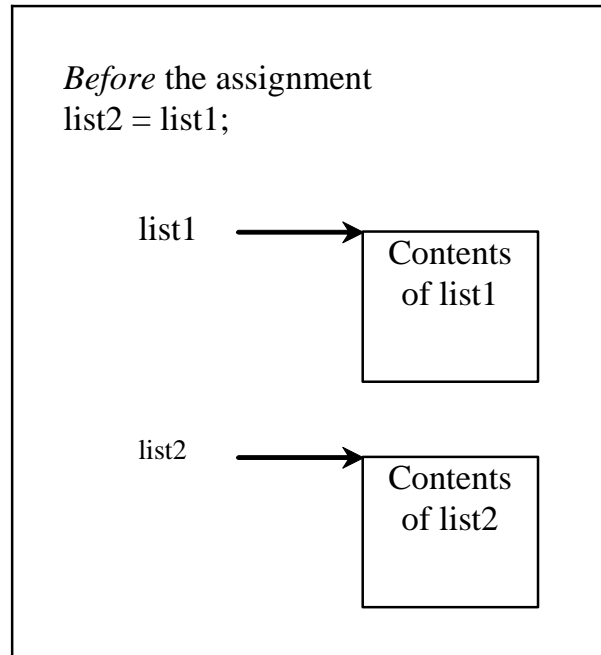 Before the assignment
list2 = list1;
list1
Contents
of list1
list2
Contents
of list2